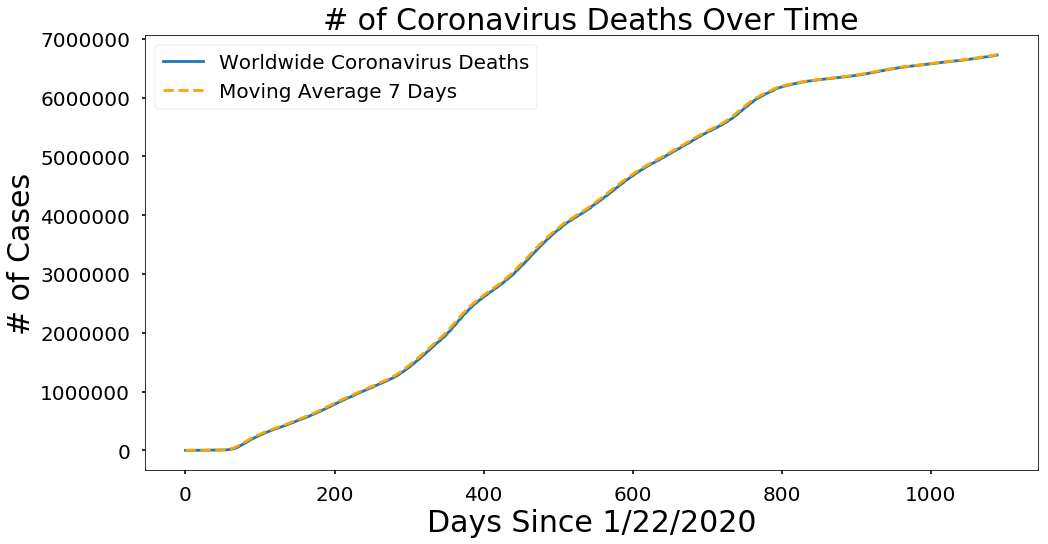 # of Coronavirus Deaths Over Time
7000000
6000000
5000000
4000000
3000000
2000000
1000000
0
# of Cases
Worldwide Coronavirus Deaths
Moving Average 7 Days
0 200 400 600 800 1000
Days Since 1/22/2020